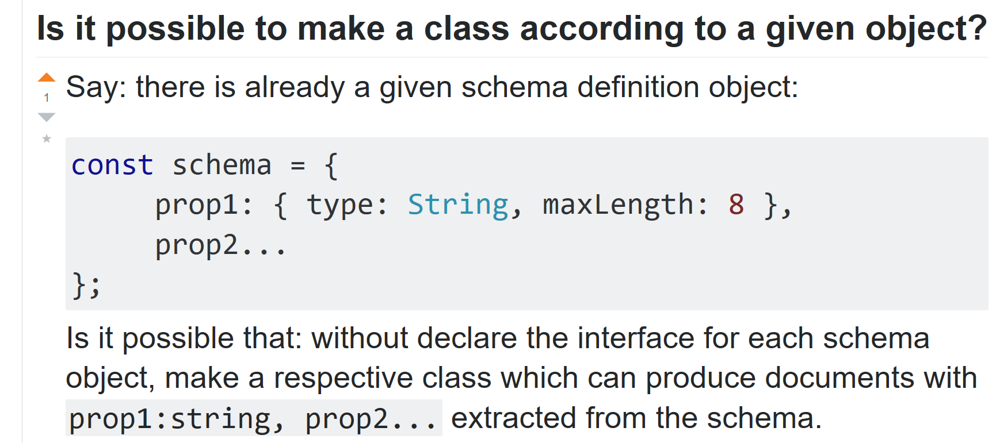 Is it possible to make a class according to a given object?
Say: there is already a given schema definition object:
1
const schema = {
prop1: { type: String, maxLength: 8 },
prop2...
};
Is it possible that: without declare the interface for each schema
object, make a respective class which can produce documents with
prop1:string, prop2... extracted from the schema.